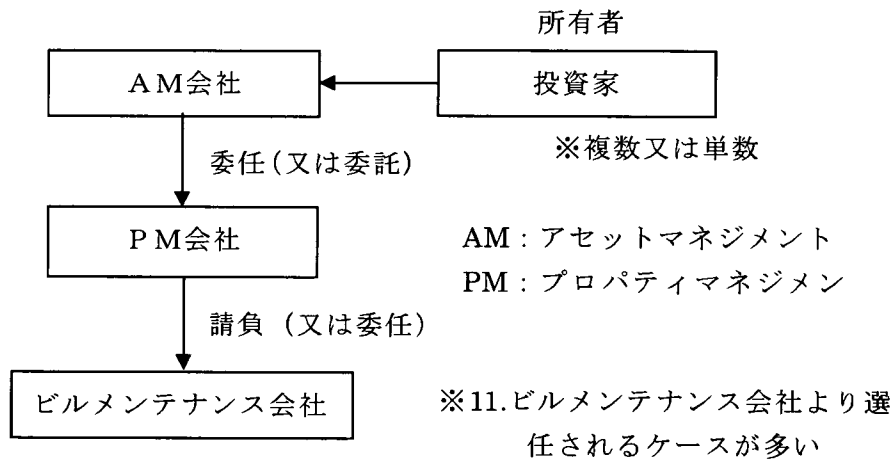 所有者
AM会社
投資家
※複数又は単数
委任(又は委託)
PM会社
AM：アセットマネジメント
PM：プロパティマネジメン
請負（又は委任）
ビルメンテナンス会社
※11.ビルメンテナンス会社より選
任されるケースが多い